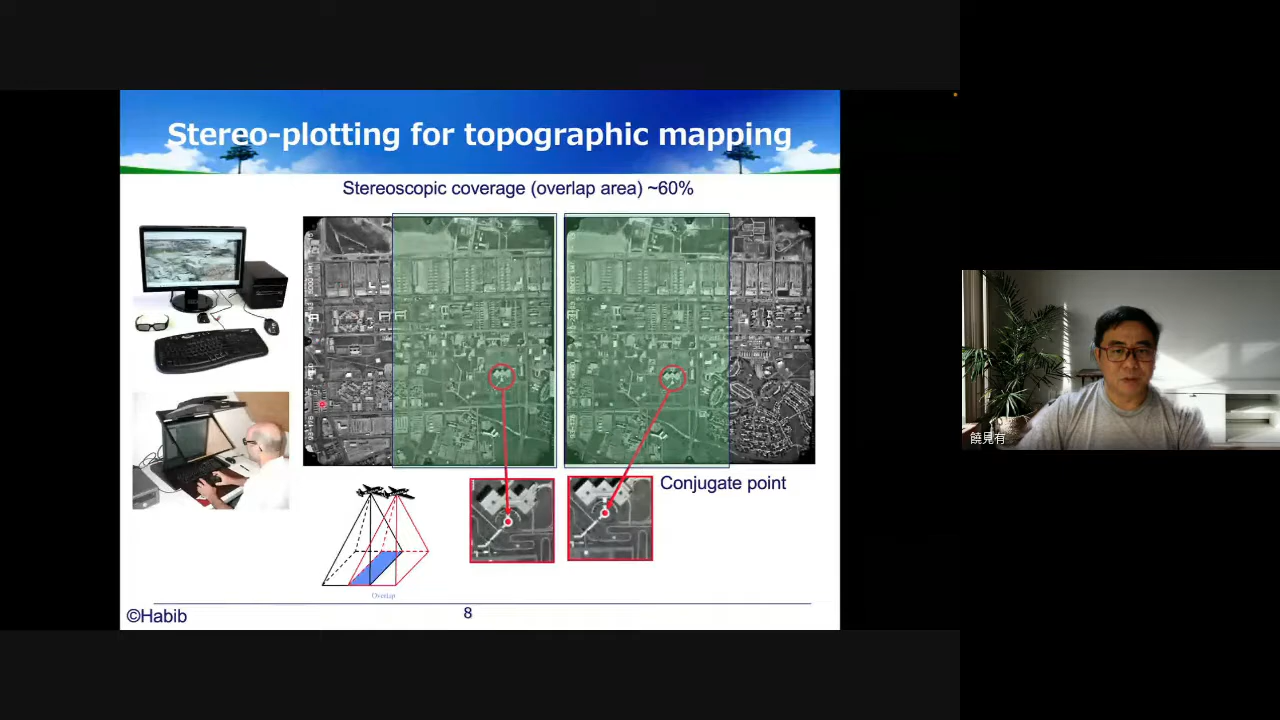 Stereo-plotting for topographic mapping
Stereoscopic coverage (overlap area) ~60%
Conjugate point
Overlap
©Habib
8
饒見有